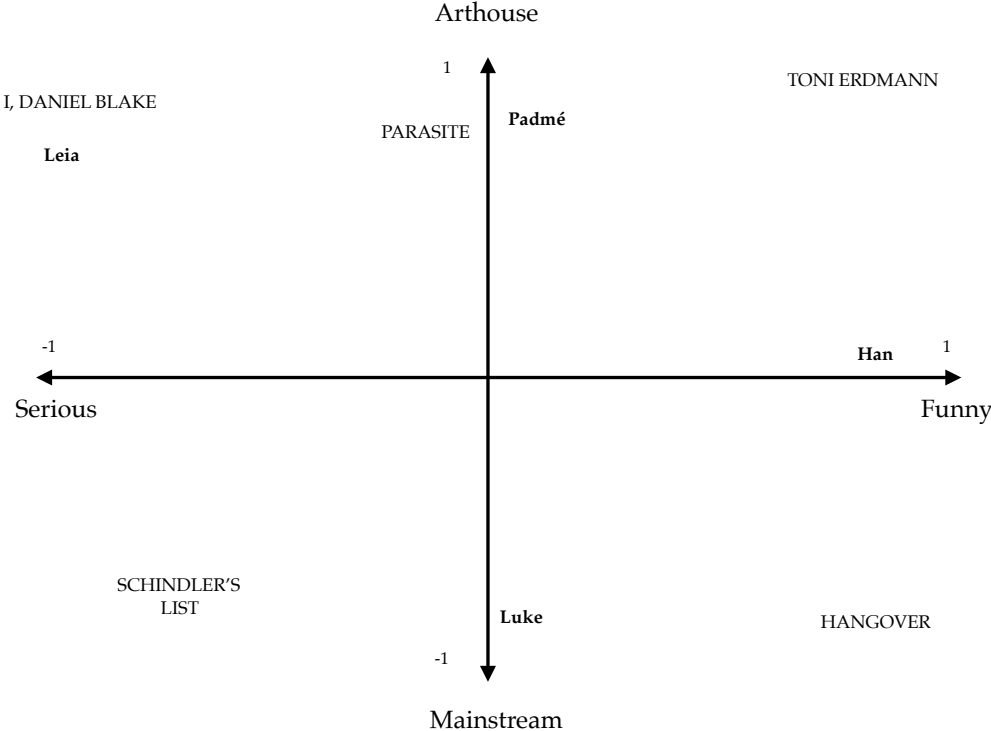 Arthouse
1
TONI ERDMANN
I, DANIEL BLAKE
Padmé
PARASITE
Leia
-1
Han
1
Serious
Funny
SCHINDLER’S
LIST
Luke
HANGOVER
-1
Mainstream